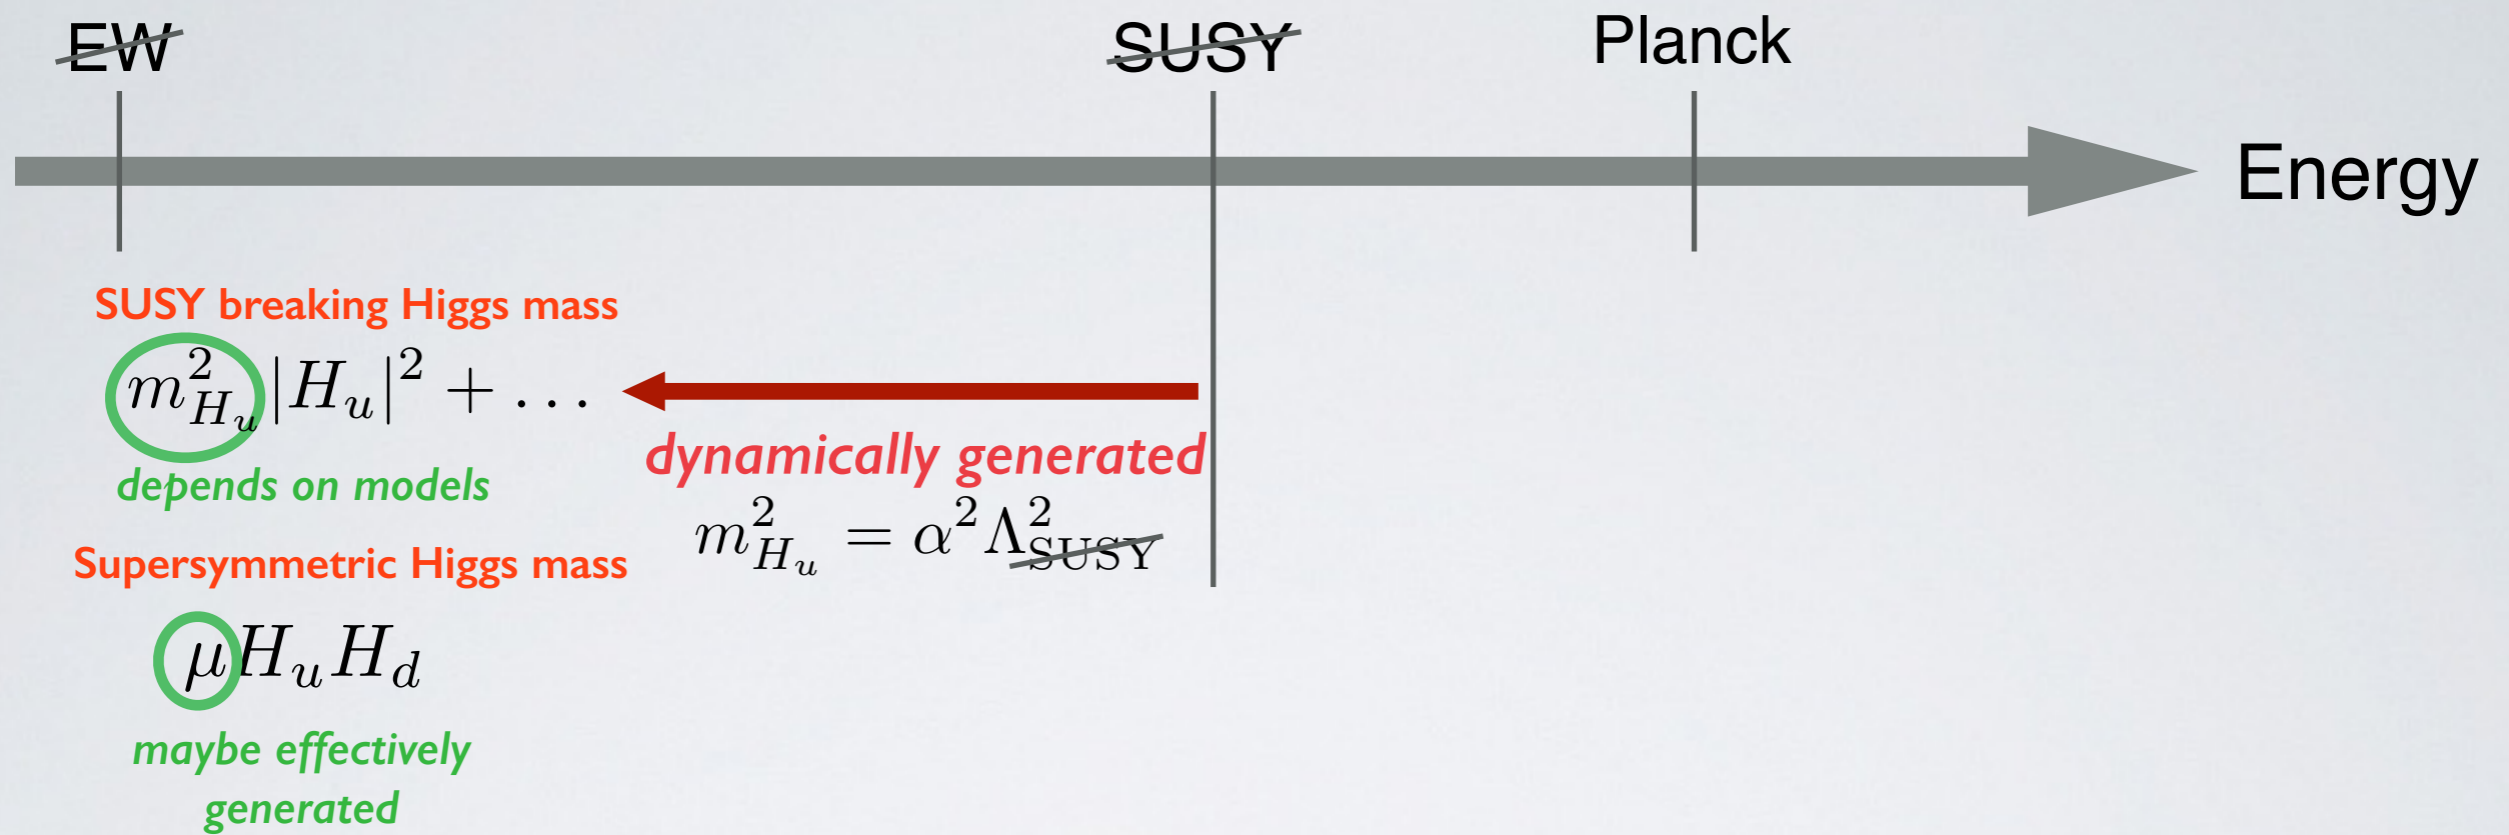 EW SUSY Planck
Energy
SUSY breaking Higgs mass
m²_{H_u}|H_u|² + ...
depends on models
dynamically generated
m²_{H_u} = α²Λ²_{SUSY}
Supersymmetric Higgs mass
μH_uH_d
maybe effectively
generated